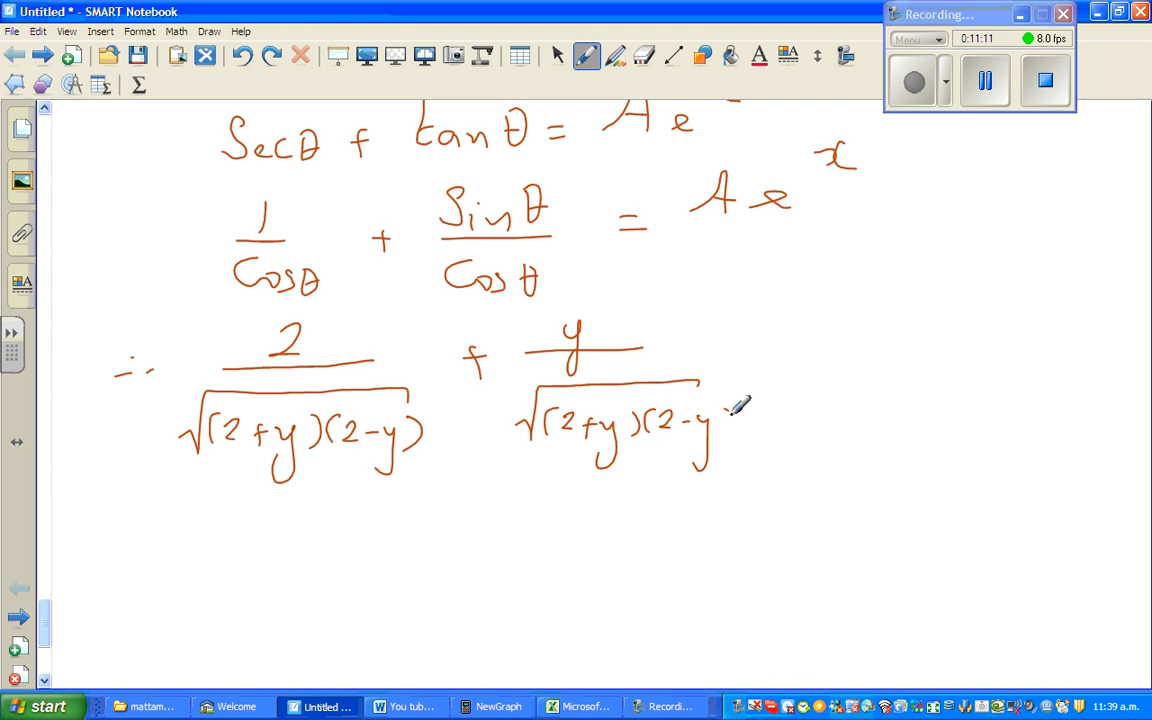 Untitled * - SMART Notebook
Recording...
File Edit View Insert Format Math Draw Help
Menu
0:11:11
8.0 fps
Secθ + tanθ = A e
1/Cosθ + Sinθ/Cosθ = A e^x
∴ 2/√(2+y)(2-y) + y/√(2+y)(2-y
start
mattam...
Welcome
Untitled ...
You tub...
NewGraph
Microsof...
Recordi...
11:39 a.m.